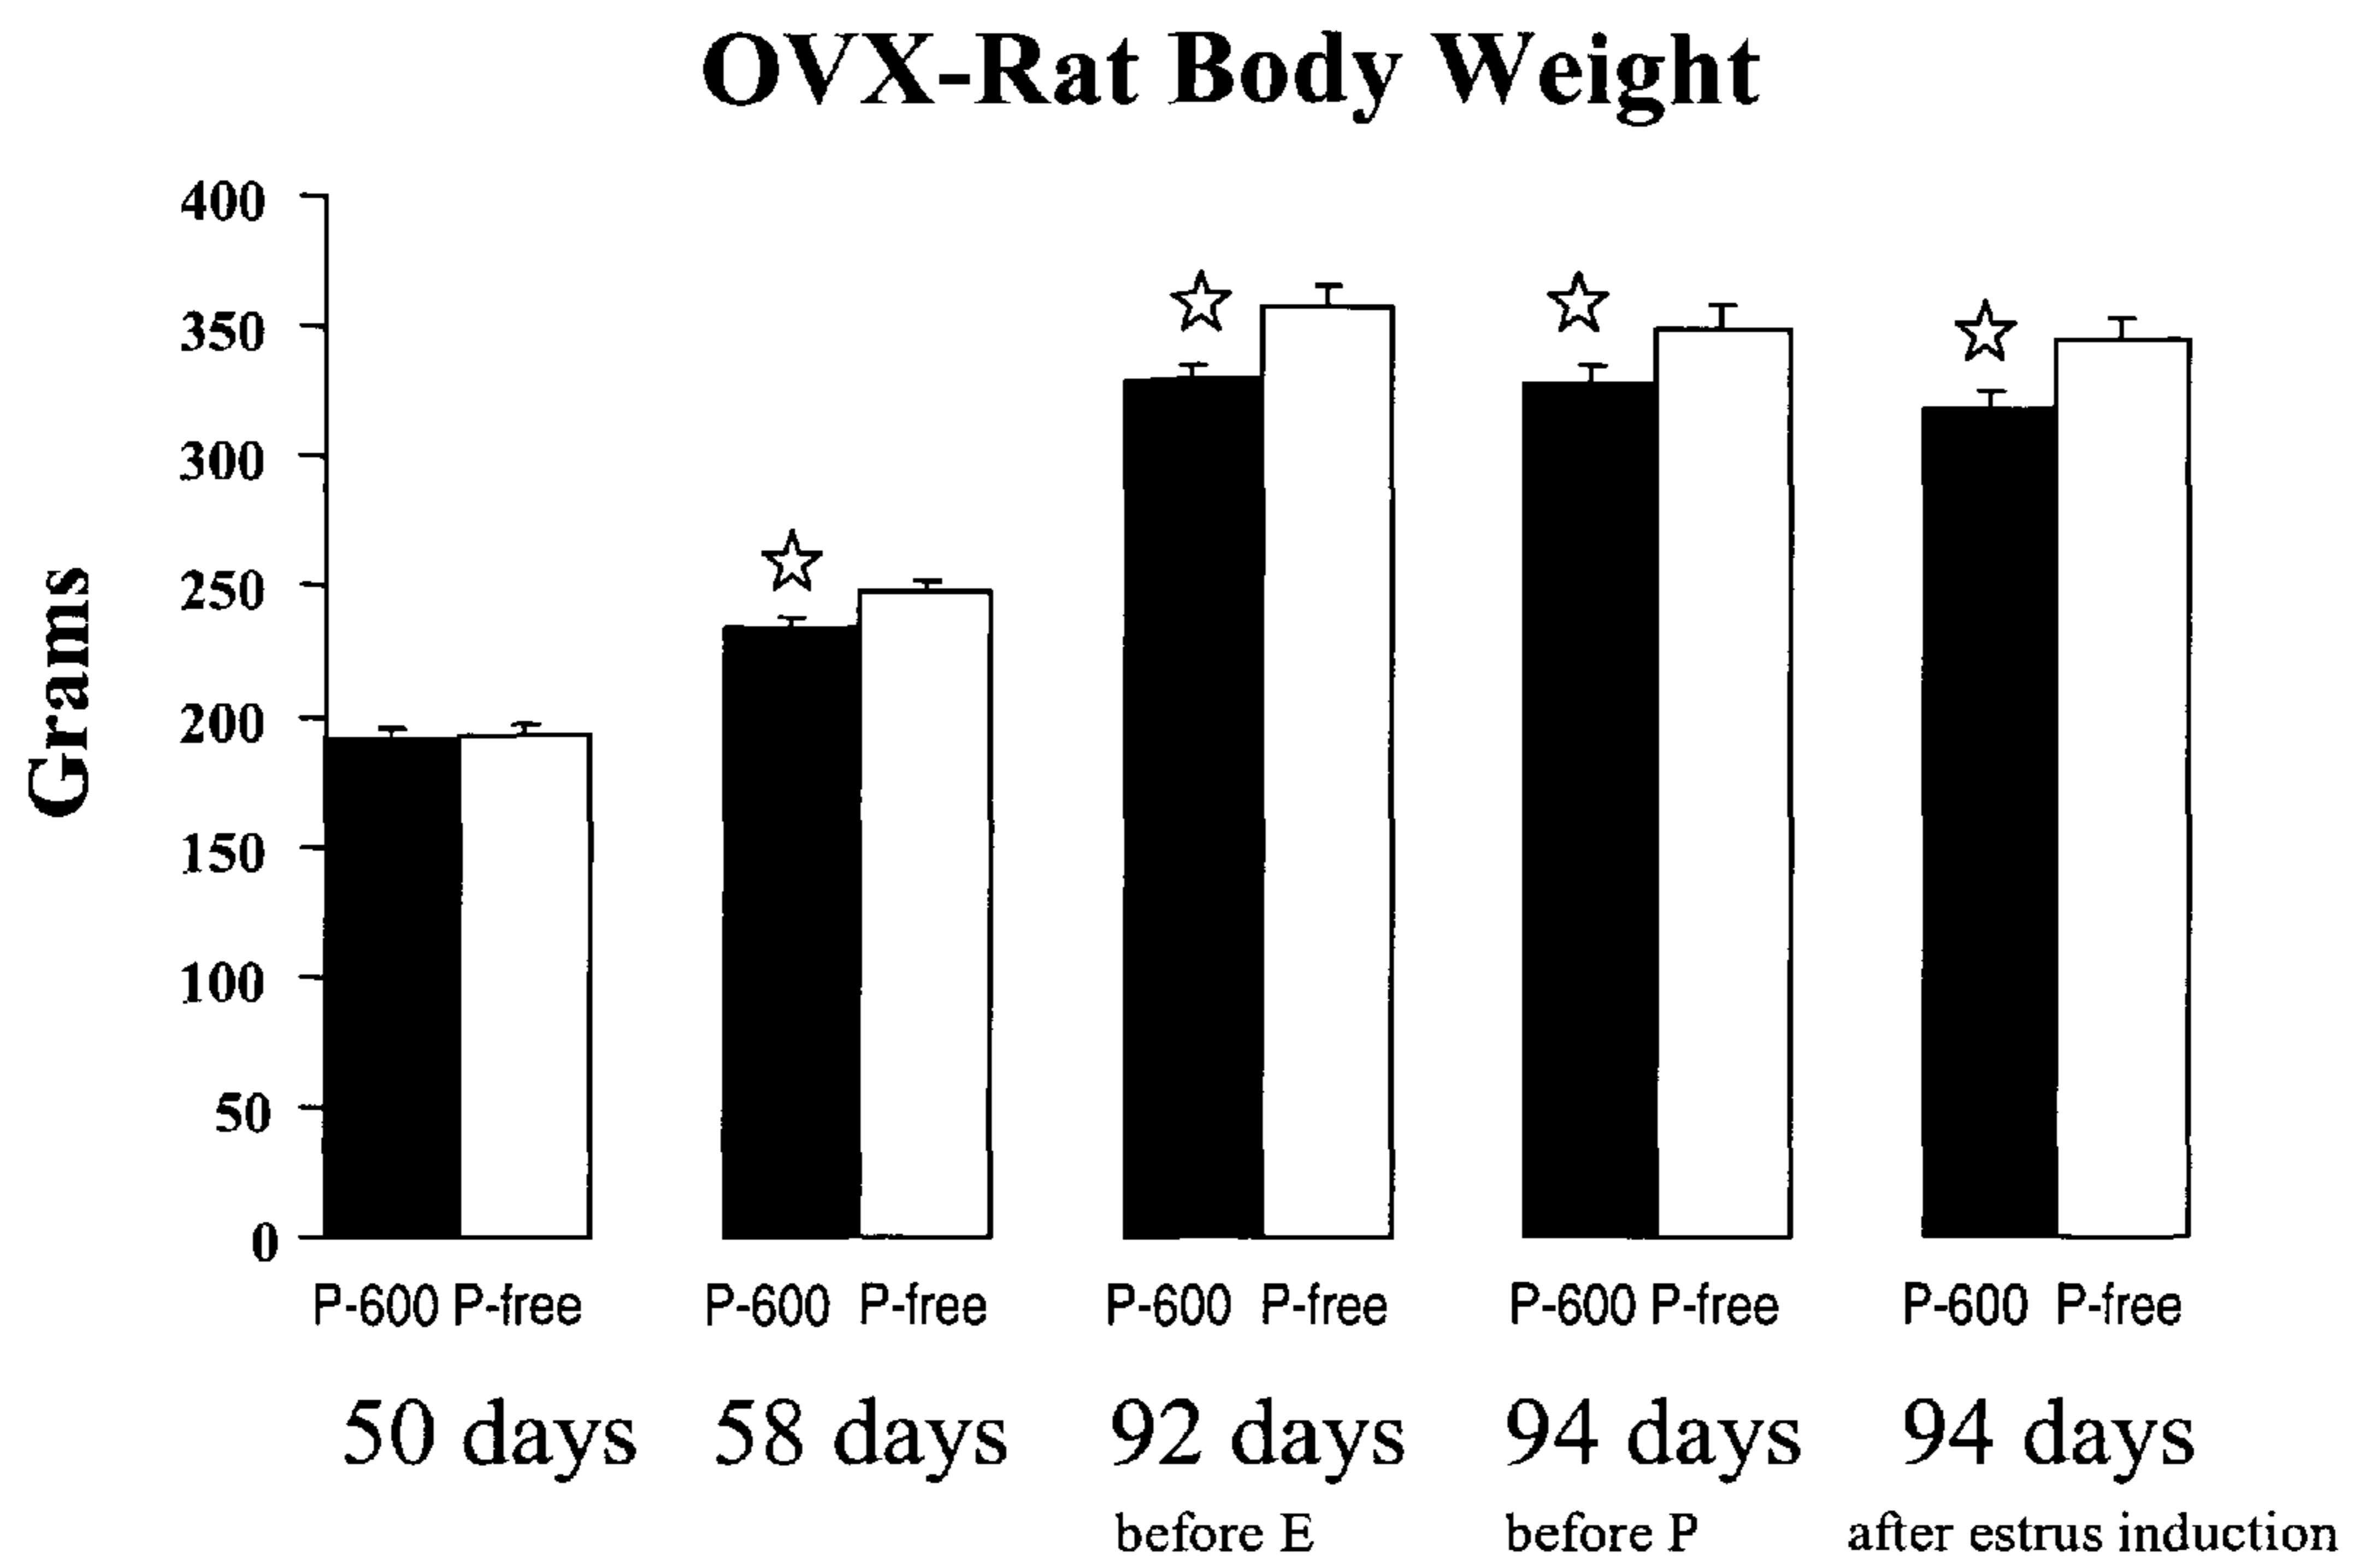 OVX-Rat Body Weight
Grams
400
350
300
250
200
150
100
50
0
P-600 P-free P-600 P-free P-600 P-free P-600 P-free P-600 P-free
50 days 58 days 92 days 94 days 94 days
before E before P after estrus induction